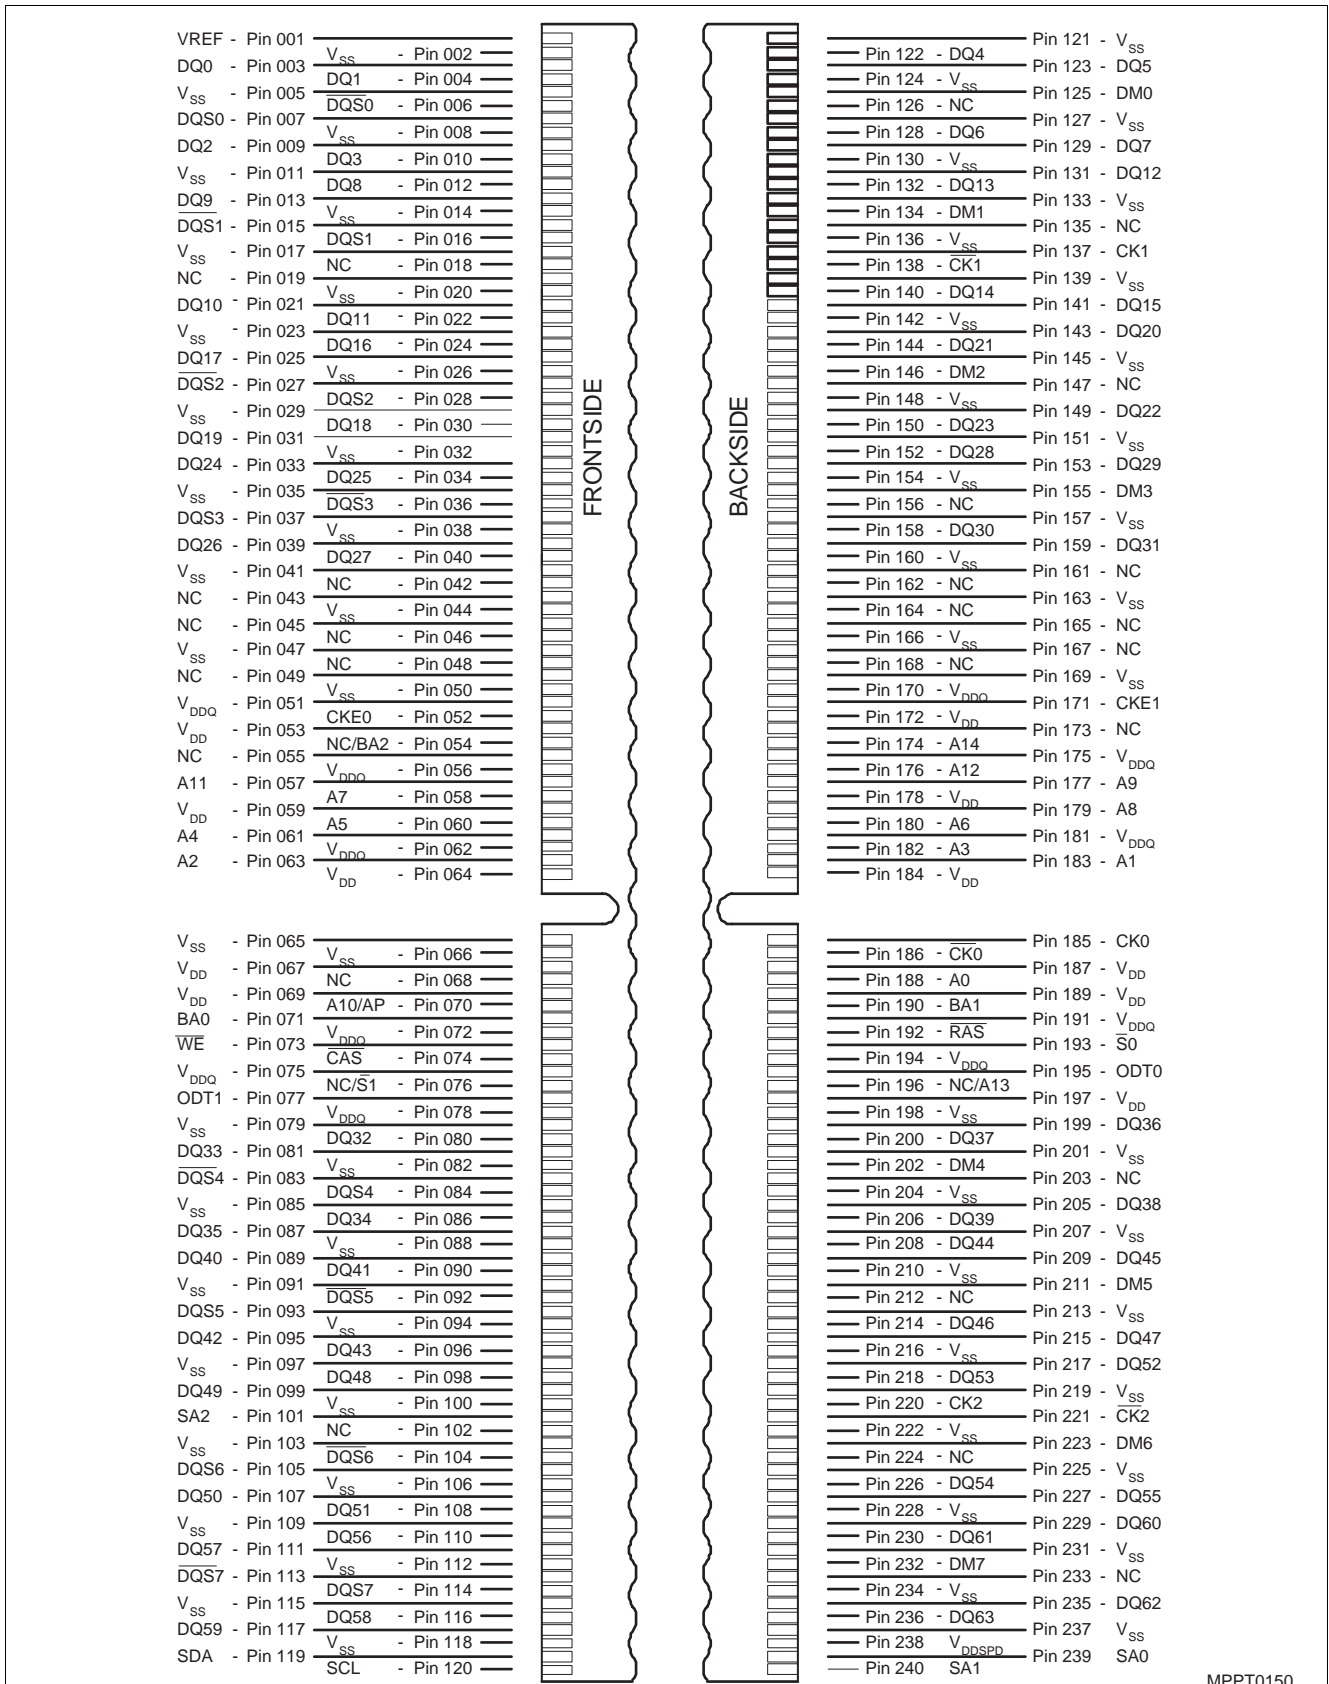 VREF - Pin 001
VSS - Pin 002
DQ0 - Pin 003
DQ1 - Pin 004
VSS - Pin 005
DQS0 - Pin 006
DQS0 - Pin 007
VSS - Pin 008
DQ2 - Pin 009
DQ3 - Pin 010
VSS - Pin 011
DQ8 - Pin 012
DQ9 - Pin 013
VSS - Pin 014
DQS1 - Pin 015
DQS1 - Pin 016
VSS - Pin 017
NC - Pin 018
NC - Pin 019
VSS - Pin 020
DQ10 - Pin 021
DQ11 - Pin 022
VSS - Pin 023
DQ16 - Pin 024
DQ17 - Pin 025
VSS - Pin 026
DQS2 - Pin 027
DQS2 - Pin 028
VSS - Pin 029
DQ18 - Pin 030
DQ19 - Pin 031
VSS - Pin 032
DQ24 - Pin 033
DQ25 - Pin 034
VSS - Pin 035
DQS3 - Pin 036
DQS3 - Pin 037
VSS - Pin 038
DQ26 - Pin 039
DQ27 - Pin 040
VSS - Pin 041
NC - Pin 042
NC - Pin 043
VSS - Pin 044
NC - Pin 045
NC - Pin 046
VSS - Pin 047
NC - Pin 048
NC - Pin 049
VSS - Pin 050
VDDQ - Pin 051
CKE0 - Pin 052
VDD - Pin 053
NC/BA2 - Pin 054
NC - Pin 055
VDDQ - Pin 056
A11 - Pin 057
A7 - Pin 058
VDD - Pin 059
A5 - Pin 060
A4 - Pin 061
VDDQ - Pin 062
A2 - Pin 063
VDD - Pin 064
VSS - Pin 065
VSS - Pin 066
VDD - Pin 067
NC - Pin 068
VDD - Pin 069
A10/AP - Pin 070
BA0 - Pin 071
VDDQ - Pin 072
WE - Pin 073
CAS - Pin 074
VDDQ - Pin 075
NC/S1 - Pin 076
ODT1 - Pin 077
VDDQ - Pin 078
VSS - Pin 079
DQ32 - Pin 080
DQ33 - Pin 081
VSS - Pin 082
DQS4 - Pin 083
DQS4 - Pin 084
VSS - Pin 085
DQ34 - Pin 086
DQ35 - Pin 087
VSS - Pin 088
DQ40 - Pin 089
DQ41 - Pin 090
VSS - Pin 091
DQS5 - Pin 092
DQS5 - Pin 093
VSS - Pin 094
DQ42 - Pin 095
DQ43 - Pin 096
VSS - Pin 097
DQ48 - Pin 098
DQ49 - Pin 099
VSS - Pin 100
SA2 - Pin 101
NC - Pin 102
VSS - Pin 103
DQS6 - Pin 104
DQS6 - Pin 105
VSS - Pin 106
DQ50 - Pin 107
DQ51 - Pin 108
VSS - Pin 109
DQ56 - Pin 110
DQ57 - Pin 111
VSS - Pin 112
DQS7 - Pin 113
DQS7 - Pin 114
VSS - Pin 115
DQ58 - Pin 116
DQ59 - Pin 117
VSS - Pin 118
SDA - Pin 119
SCL - Pin 120
FRONTSIDE
BACKSIDE
Pin 121 - VSS
Pin 122 - DQ4
Pin 123 - DQ5
Pin 124 - VSS
Pin 125 - DM0
Pin 126 - NC
Pin 127 - VSS
Pin 128 - DQ6
Pin 129 - DQ7
Pin 130 - VSS
Pin 131 - DQ12
Pin 132 - DQ13
Pin 133 - VSS
Pin 134 - DM1
Pin 135 - NC
Pin 136 - VSS
Pin 137 - CK1
Pin 138 - CK1
Pin 139 - VSS
Pin 140 - DQ14
Pin 141 - DQ15
Pin 142 - VSS
Pin 143 - DQ20
Pin 144 - DQ21
Pin 145 - VSS
Pin 146 - DM2
Pin 147 - NC
Pin 148 - VSS
Pin 149 - DQ22
Pin 150 - DQ23
Pin 151 - VSS
Pin 152 - DQ28
Pin 153 - DQ29
Pin 154 - VSS
Pin 155 - DM3
Pin 156 - NC
Pin 157 - VSS
Pin 158 - DQ30
Pin 159 - DQ31
Pin 160 - VSS
Pin 161 - NC
Pin 162 - NC
Pin 163 - VSS
Pin 164 - NC
Pin 165 - NC
Pin 166 - VSS
Pin 167 - NC
Pin 168 - NC
Pin 169 - VSS
Pin 170 - VDDQ
Pin 171 - CKE1
Pin 172 - VDD
Pin 173 - NC
Pin 174 - A14
Pin 175 - VDDQ
Pin 176 - A12
Pin 177 - A9
Pin 178 - VDD
Pin 179 - A8
Pin 180 - A6
Pin 181 - VDDQ
Pin 182 - A3
Pin 183 - A1
Pin 184 - VDD
Pin 185 - CK0
Pin 186 - CK0
Pin 187 - VDD
Pin 188 - A0
Pin 189 - VDD
Pin 190 - BA1
Pin 191 - VDDQ
Pin 192 - RAS
Pin 193 - S0
Pin 194 - VDDQ
Pin 195 - ODT0
Pin 196 - NC/A13
Pin 197 - VDD
Pin 198 - VSS
Pin 199 - DQ36
Pin 200 - DQ37
Pin 201 - VSS
Pin 202 - DM4
Pin 203 - NC
Pin 204 - VSS
Pin 205 - DQ38
Pin 206 - DQ39
Pin 207 - VSS
Pin 208 - DQ44
Pin 209 - DQ45
Pin 210 - VSS
Pin 211 - DM5
Pin 212 - NC
Pin 213 - VSS
Pin 214 - DQ46
Pin 215 - DQ47
Pin 216 - VSS
Pin 217 - DQ52
Pin 218 - DQ53
Pin 219 - VSS
Pin 220 - CK2
Pin 221 - CK2
Pin 222 - VSS
Pin 223 - DM6
Pin 224 - NC
Pin 225 - VSS
Pin 226 - DQ54
Pin 227 - DQ55
Pin 228 - VSS
Pin 229 - DQ60
Pin 230 - DQ61
Pin 231 - VSS
Pin 232 - DM7
Pin 233 - NC
Pin 234 - VSS
Pin 235 - DQ62
Pin 236 - DQ63
Pin 237 VSS
Pin 238 VDDSPD
Pin 239 SA0
Pin 240 SA1
MPPT0150